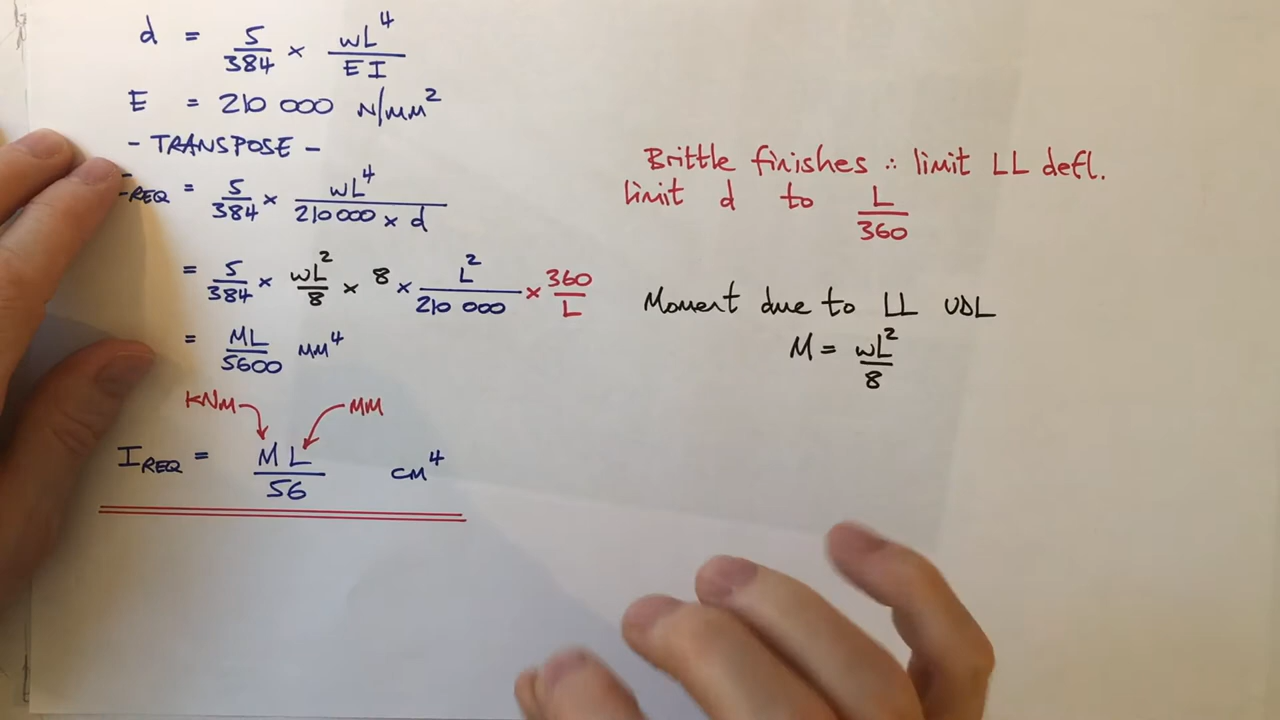 d = 5/384 × wL⁴/EI
E = 210 000 N/mm²
- TRANSPOSE -
REQ = 5/384 × wL⁴/210 000 × d
= 5/384 × wL²/8 × 8 × L²/210 000 × 360/L
= ML/5600 mm⁴
KNm MM
I REQ = ML/56 cm⁴
Brittle finishes ∴ limit LL defl.
limit d to L/360
Moment due to LL UDL
M = wL²/8